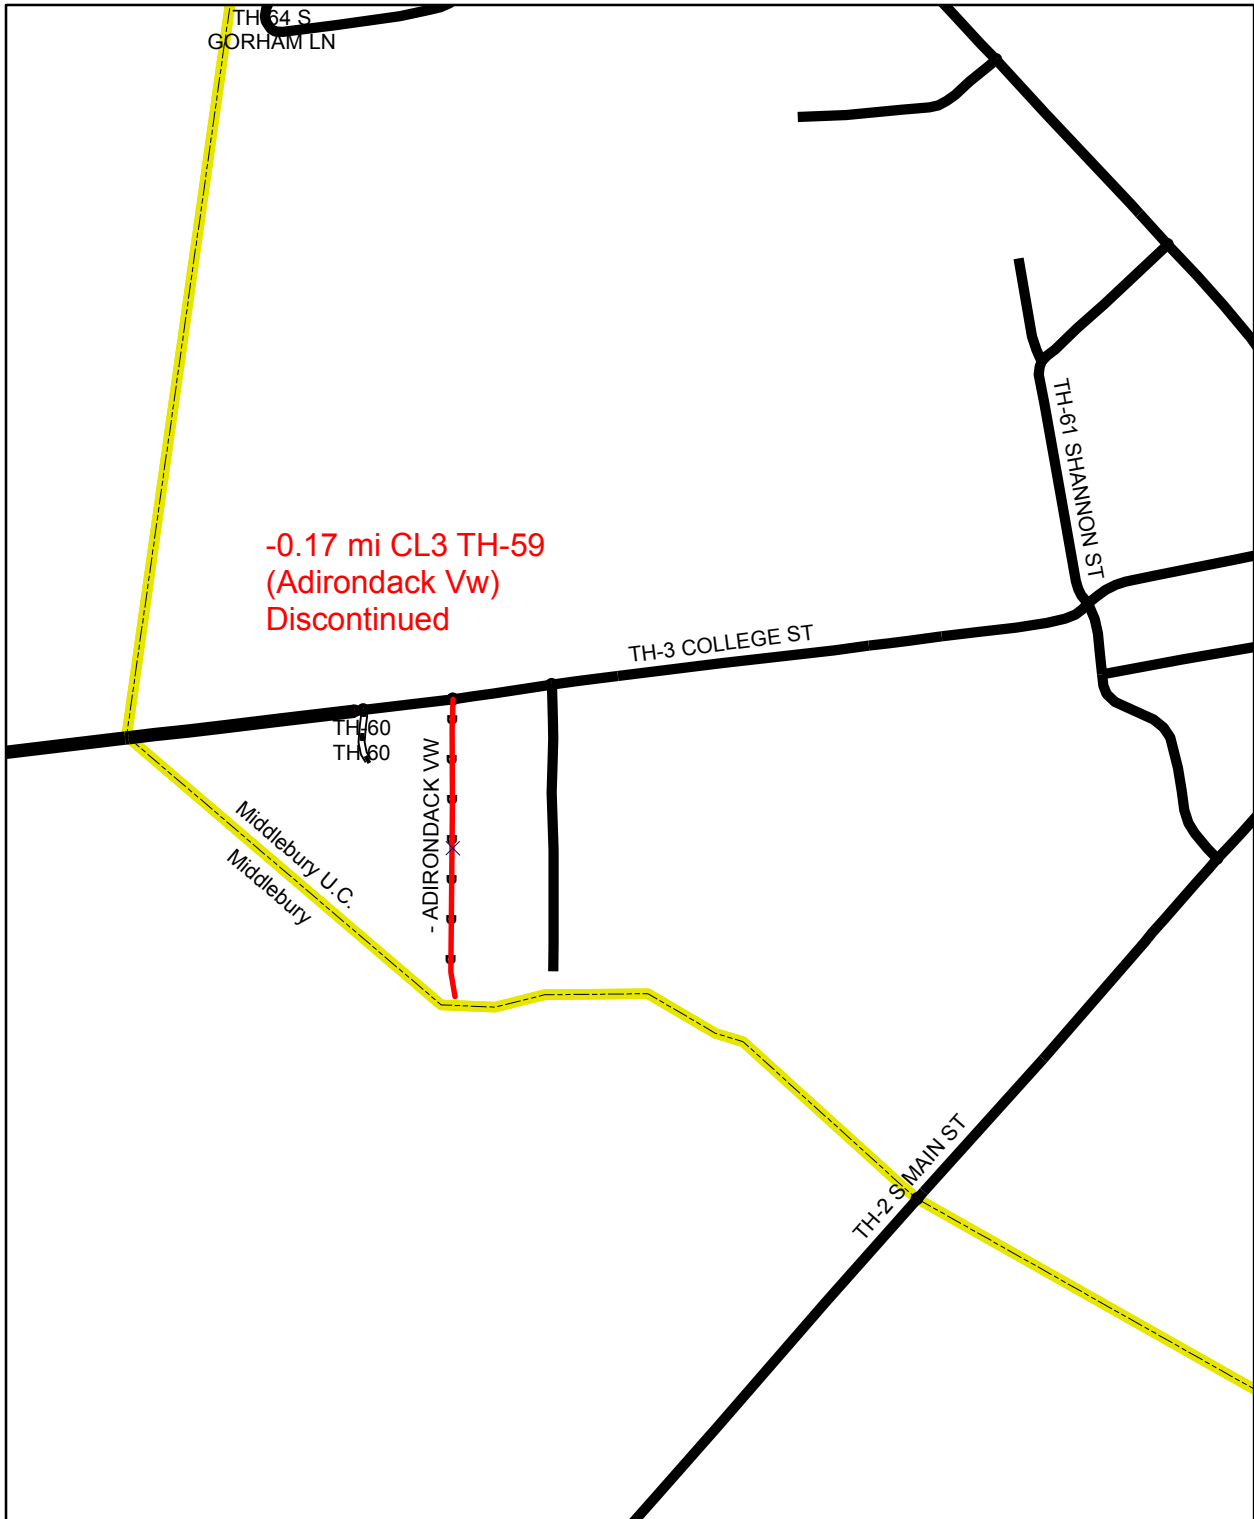 TH-64 S
GORHAM LN
TH-61 SHANNON ST
-0.17 mi CL3 TH-59
(Adirondack Vw)
Discontinued
TH-3 COLLEGE ST
TH-60
TH-60
- ADIRONDACK VW
D
D
D
D
D
D
D
Middlebury U.C.
Middlebury
TH-2 S MAIN ST